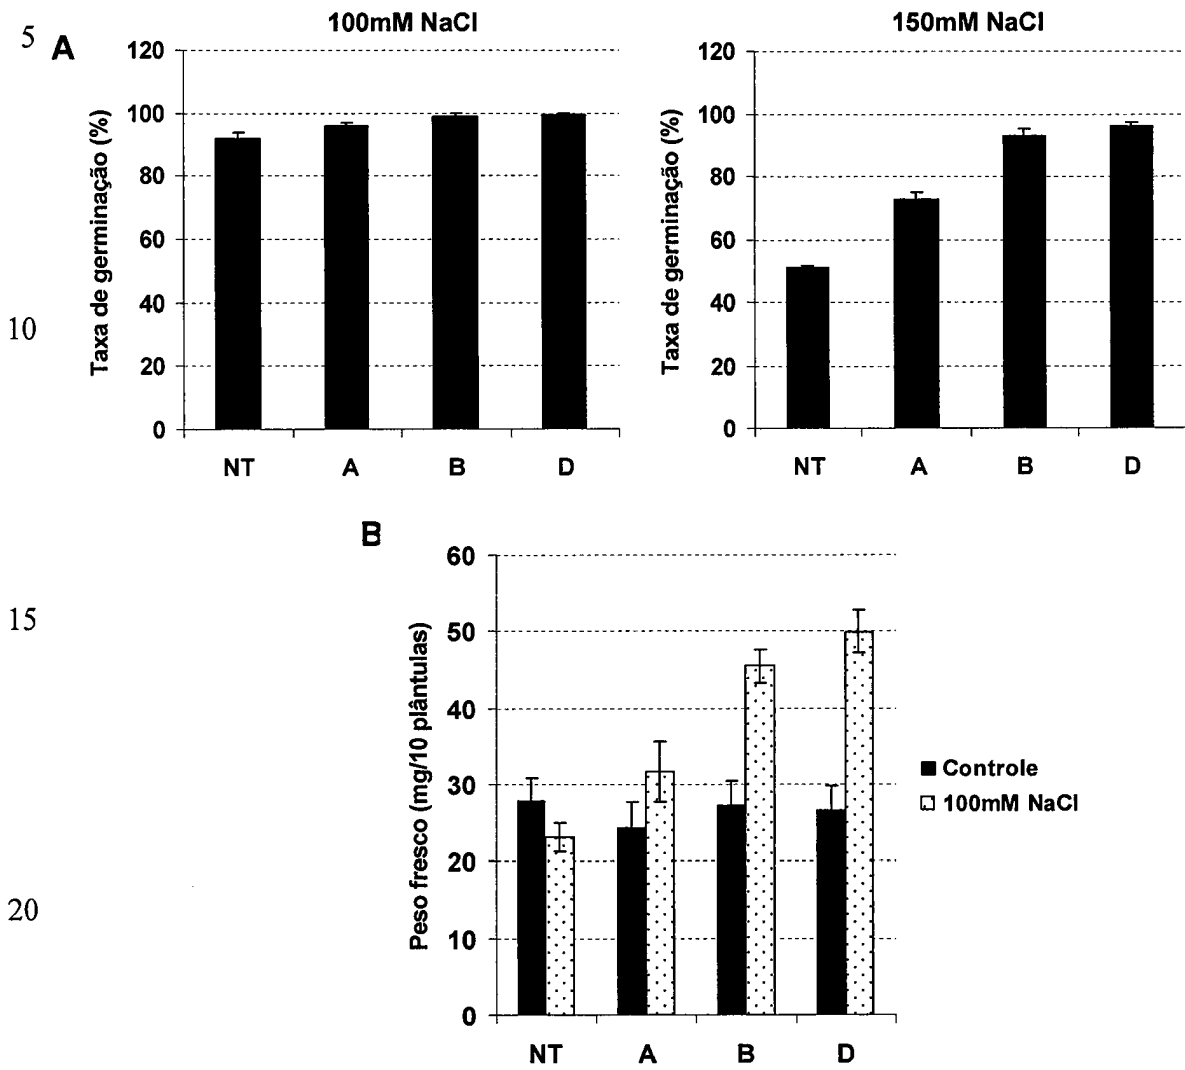 5
A
100mM NaCl
Taxa de germinação (%)
120
100
80
60
40
20
0
NT A B D
150mM NaCl
Taxa de germinação (%)
120
100
80
60
40
20
0
NT A B D
10
B
Peso fresco (mg/10 plântulas)
60
50
40
30
20
10
0
NT A B D
Controle
100mM NaCl
15
20